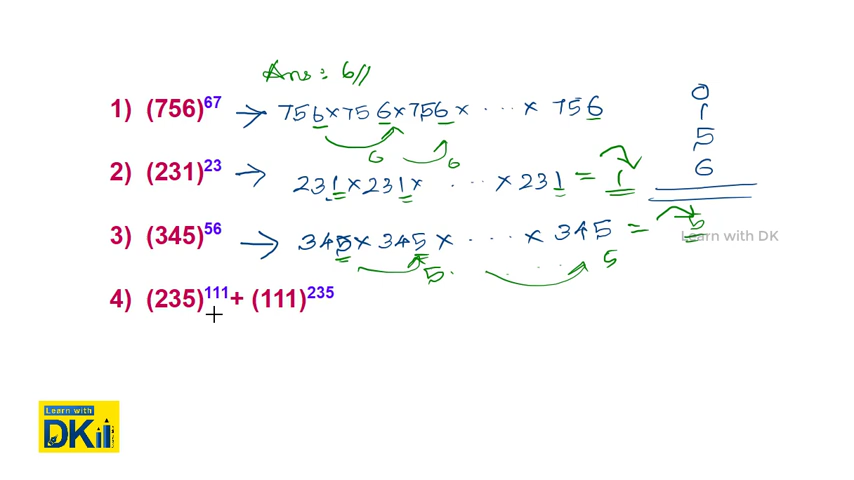 Ans: 6//
1) (756)^67 → 756×756×756× ... × 756
6 6
2) (231)^23 → 231×231× ... × 231 = 1
3) (345)^56 → 345×345× ... × 345 = 5
5. ... 5
4) (235)^111 + (111)^235
0
1
5
6
Learn with DK
Learn with
DK